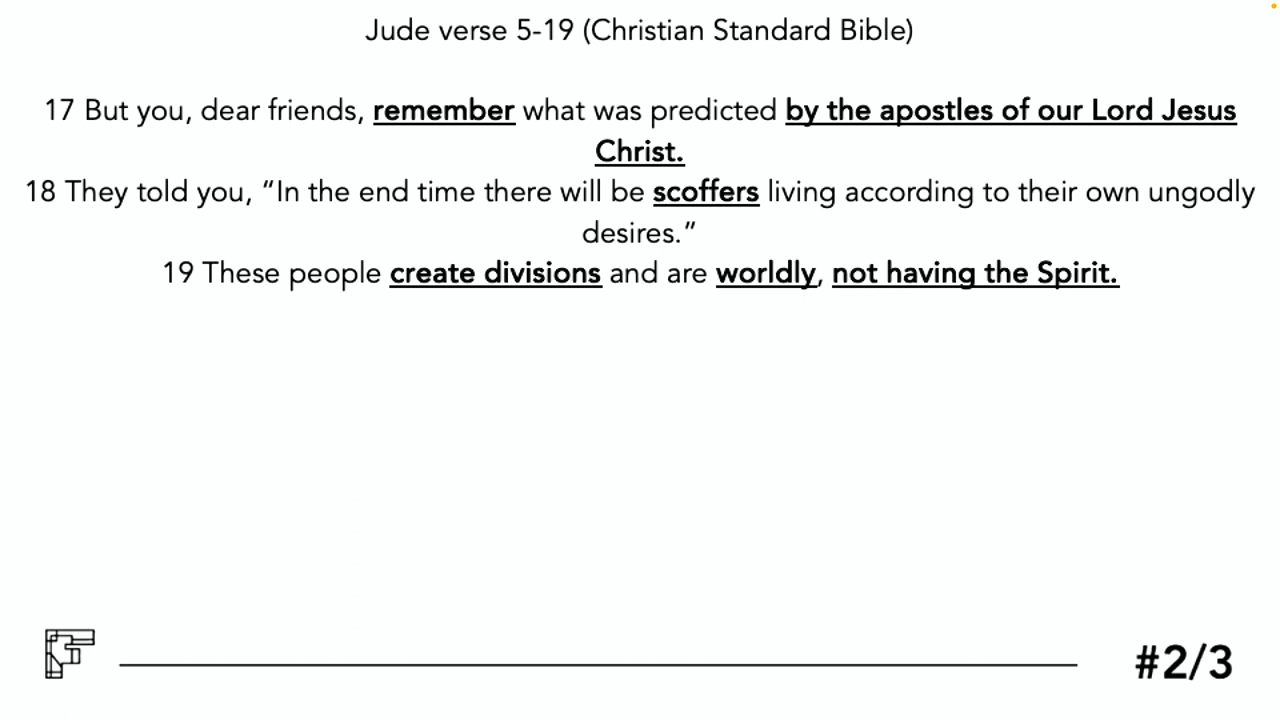 Jude verse 5-19 (Christian Standard Bible)
17 But you, dear friends, remember what was predicted by the apostles of our Lord Jesus
Christ.
18 They told you, “In the end time there will be scoffers living according to their own ungodly
desires.”
19 These people create divisions and are worldly, not having the Spirit.
#2/3